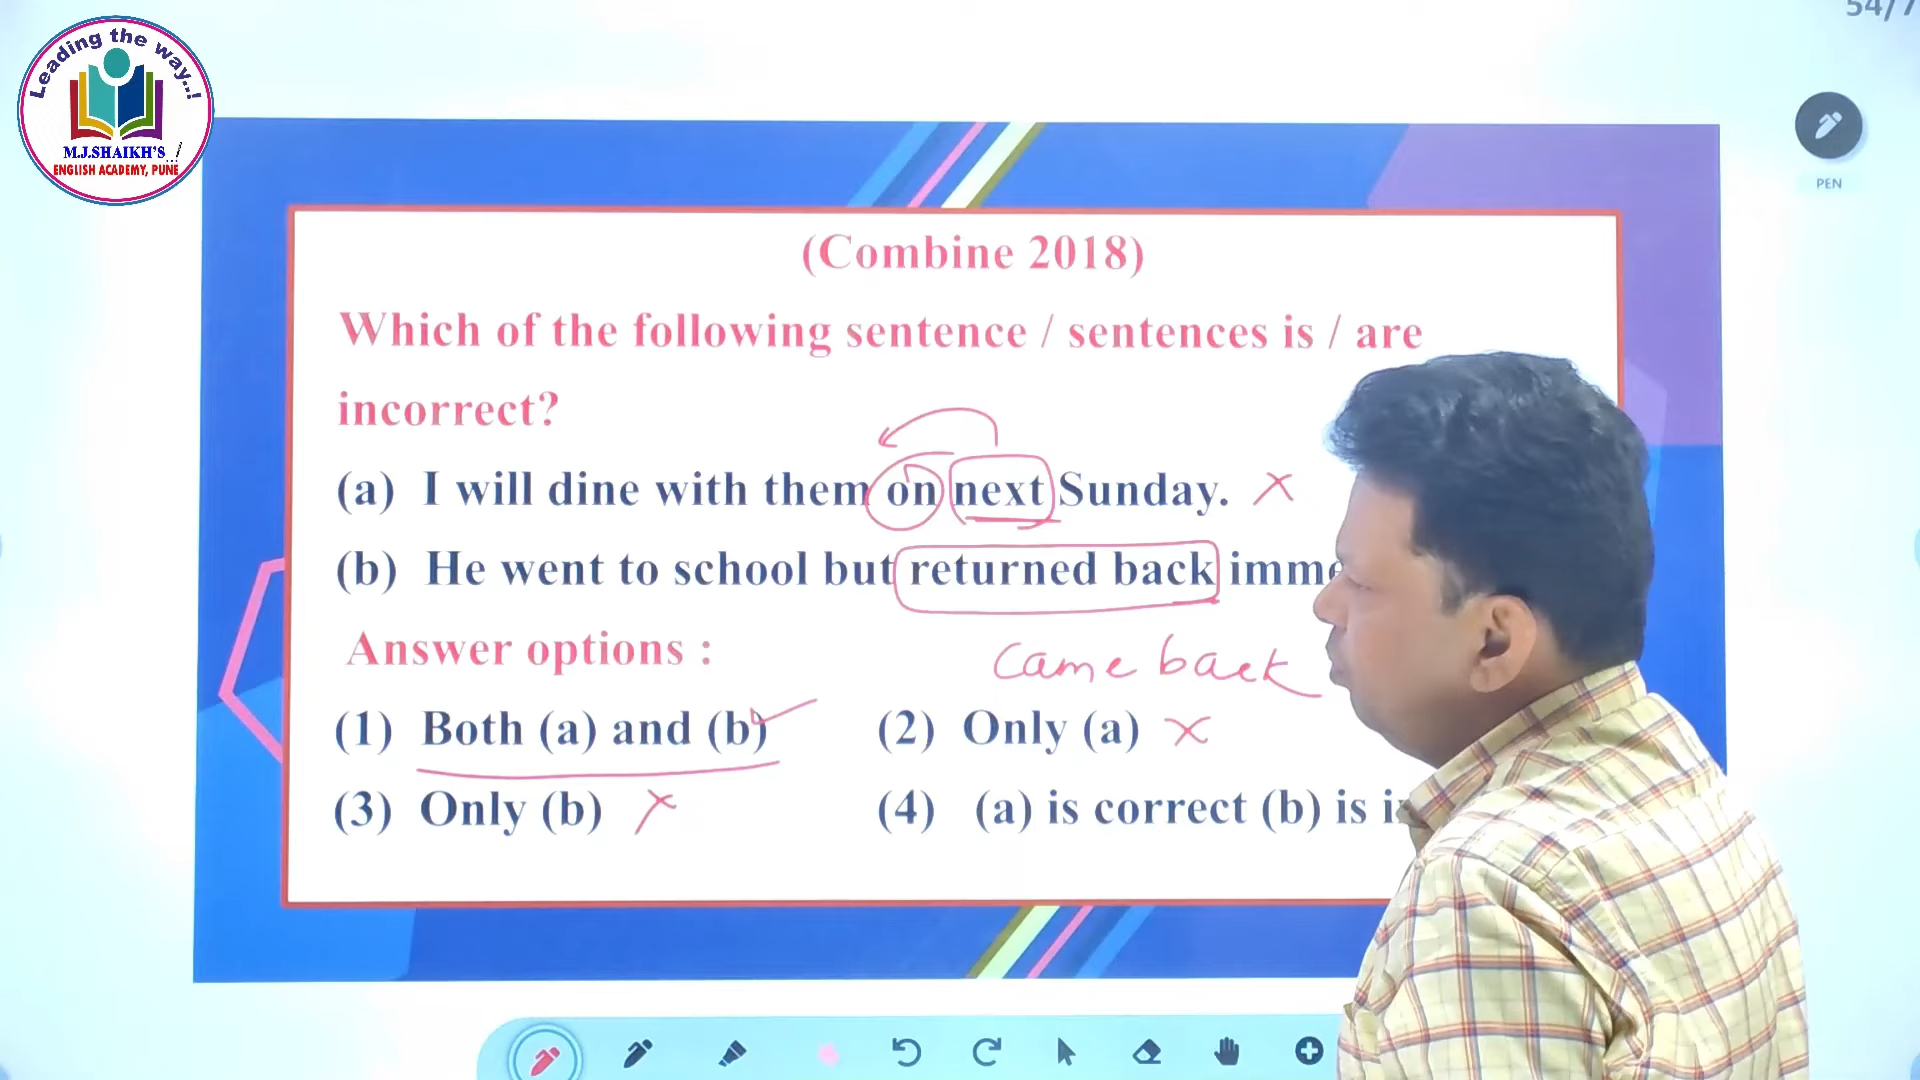 54/7
Leading the way..!
M.J.SHAIKH'S
ENGLISH ACADEMY, PUNE
PEN
(Combine 2018)
Which of the following sentence / sentences is / are
incorrect?
(a) I will dine with them on next Sunday. ×
(b) He went to school but returned back imme
Answer options :
came back
(1) Both (a) and (b) ✓ (2) Only (a) ×
(3) Only (b) × (4) (a) is correct (b) is i